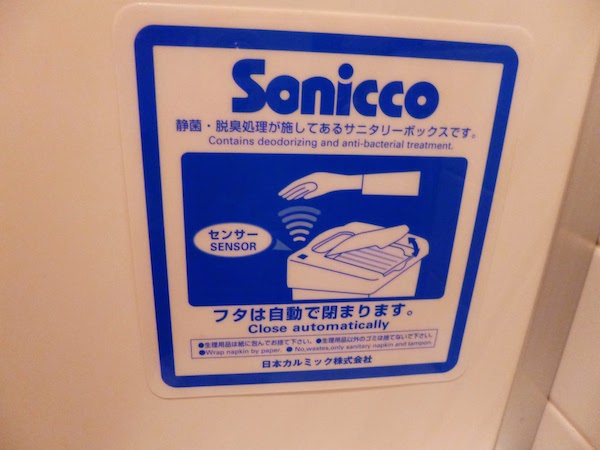 Sanicco
静菌・脱臭処理が施してあるサニタリーボックスです。
Contains deodorizing and anti-bacterial treatment.
センサー
SENSOR
フタは自動で閉まります。
Close automatically
●生理用品は紙に包んでお捨て下さい。 ●生理用品以外のゴミは捨てないで下さい。
●Wrap napkin by paper. ●No,wastes,only sanitary napkin and tampon.
日本カルミック株式会社